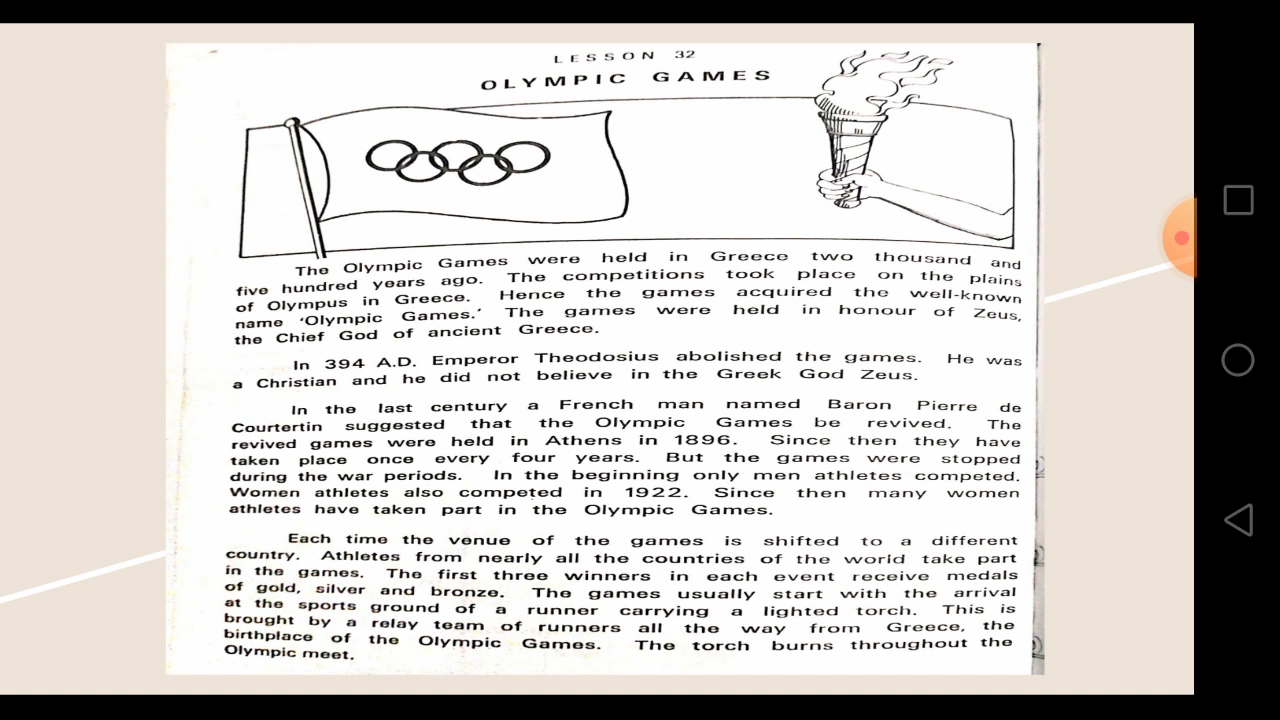 LESSON 32
OLYMPIC GAMES
The Olympic Games were held in Greece two thousand and
five hundred years ago. The competitions took place on the plains
of Olympus in Greece. Hence the games acquired the well-known
name ‘Olympic Games.‘ The games were held in honour of Zeus,
the Chief God of ancient Greece.
In 394 A.D. Emperor Theodosius abolished the games. He was
a Christian and he did not believe in the Greek God Zeus.
In the last century a French man named Baron Pierre de
Courtertin suggested that the Olympic Games be revived. The
revived games were held in Athens in 1896. Since then they have
taken place once every four years. But the games were stopped
during the war periods. In the beginning only men athletes competed.
Women athletes also competed in 1922. Since then many women
athletes have taken part in the Olympic Games.
Each time the venue of the games is shifted to a different
country. Athletes from nearly all the countries of the world take part
in the games. The first three winners in each event receive medals
of gold, silver and bronze. The games usually start with the arrival
at the sports ground of a runner carrying a lighted torch. This is
brought by a relay team of runners all the way from Greece, the
birthplace of the Olympic Games. The torch burns throughout the
Olympic meet.